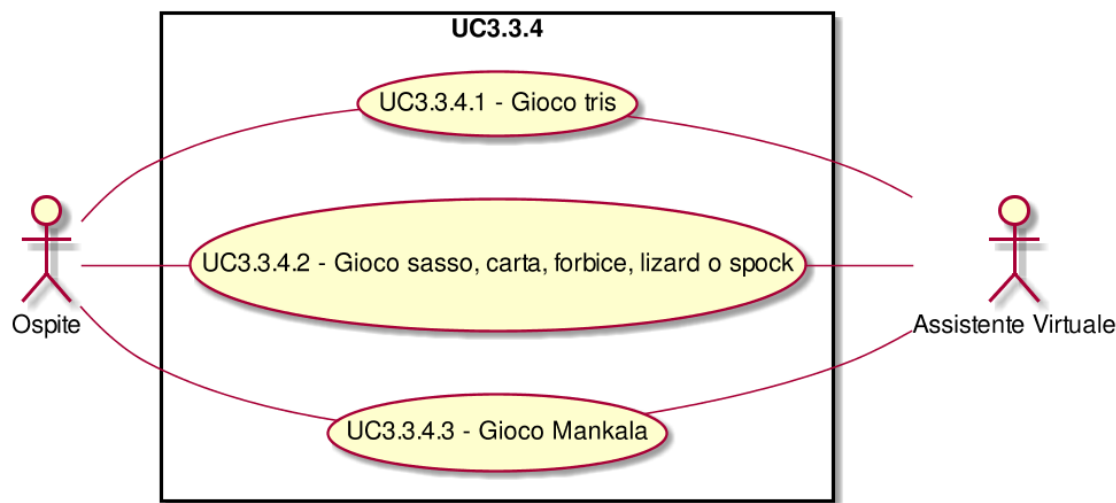 UC3.3.4
UC3.3.4.1 - Gioco tris
UC3.3.4.2 - Gioco sasso, carta, forbice, lizard o spock
Ospite
Assistente Virtuale
UC3.3.4.3 - Gioco Mankala